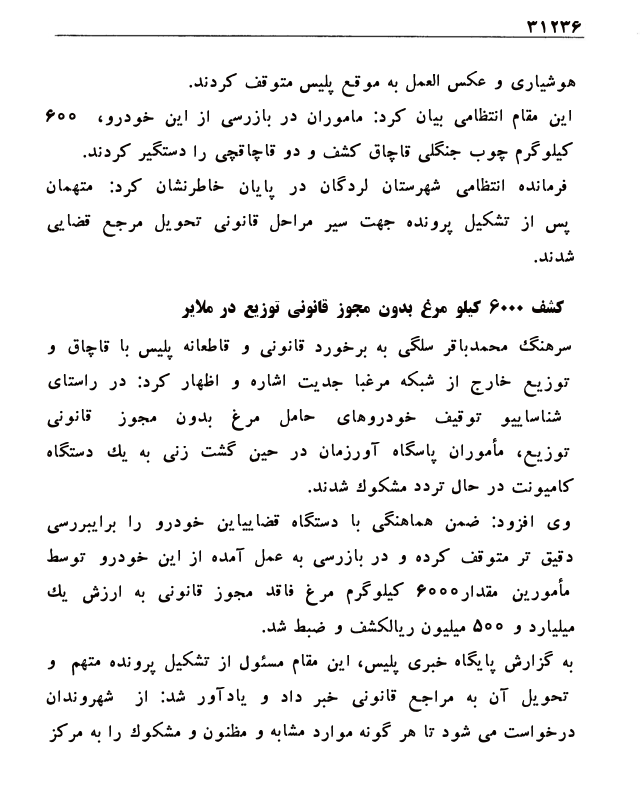 ۳۱۲۳۶
هوشیاری و عکس العمل به موقع پلیس متوقف کردند.
این مقام انتظامی بیان کرد: ماموران در بازرسی از این خودرو، ۶۰۰
کیلوگرم چوب جنگلی قاچاق کشف و دو قاچاقچی را دستگیر کردند.
فرمانده انتظامی شهرستان لردگان در پایان خاطرنشان کرد: متهمان
پس از تشکیل پرونده جهت سیر مراحل قانونی تحویل مرجع قضایی
شدند.
کشف ۶۰۰۰ کیلو مرغ بدون مجوز قانونی توزیع در ملایر
سرهنگ محمدباقر سلگی به برخورد قانونی و قاطعانه پلیس با قاچاق و
توزیع خارج از شبکه مرغبا جدیت اشاره و اظهار کرد: در راستای
شناساییو توقیف خودروهای حامل مرغ بدون مجوز قانونی
توزیع، مأموران پاسگاه آورزمان در حین گشت زنی به یك دستگاه
کامیونت در حال تردد مشکوك شدند.
وی افزود: ضمن هماهنگی با دستگاه قضاییاین خودرو را برایبررسی
دقیق تر متوقف کرده و در بازرسی به عمل آمده از این خودرو توسط
مأمورین مقدار۶۰۰۰ کیلوگرم مرغ فاقد مجوز قانونی به ارزش یك
میلیارد و ۵۰۰ میلیون ریالکشف و ضبط شد.
به گزارش پایگاه خبری پلیس، این مقام مسئول از تشکیل پرونده متهم و
تحویل آن به مراجع قانونی خبر داد و یادآور شد: از شهروندان
درخواست می شود تا هر گونه موارد مشابه و مظنون و مشکوك را به مرکز